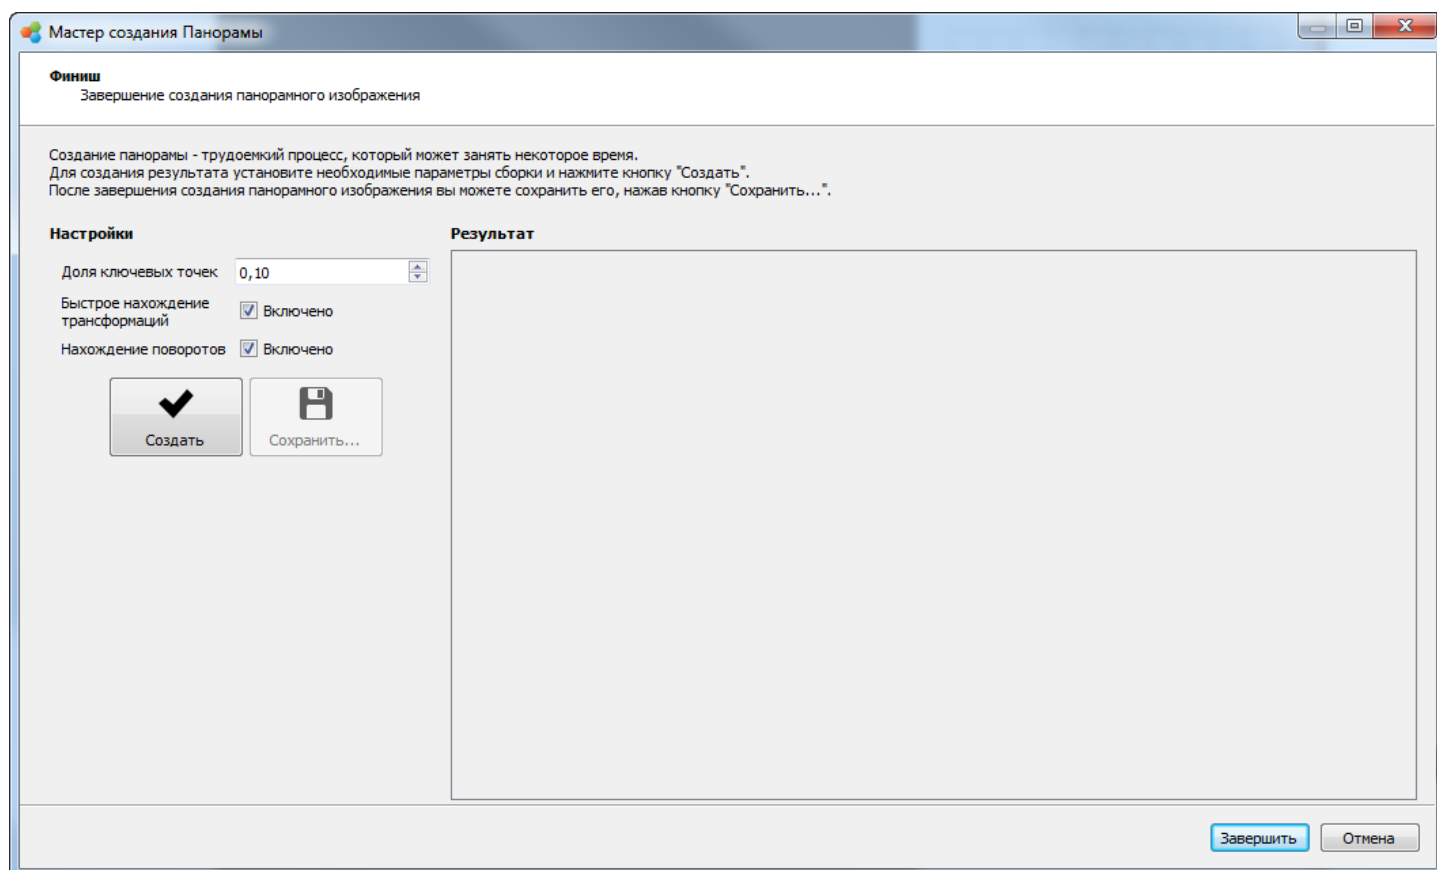 Мастер создания Панорамы
Финиш
Завершение создания панорамного изображения
Создание панорамы - трудоемкий процесс, который может занять некоторое время.
Для создания результата установите необходимые параметры сборки и нажмите кнопку "Создать".
После завершения создания панорамного изображения вы можете сохранить его, нажав кнопку "Сохранить...".
Настройки
Доля ключевых точек 0,10
Быстрое нахождение
трансформаций
Включено
Нахождение поворотов Включено
Создать
Сохранить...
Результат
Завершить
Отмена